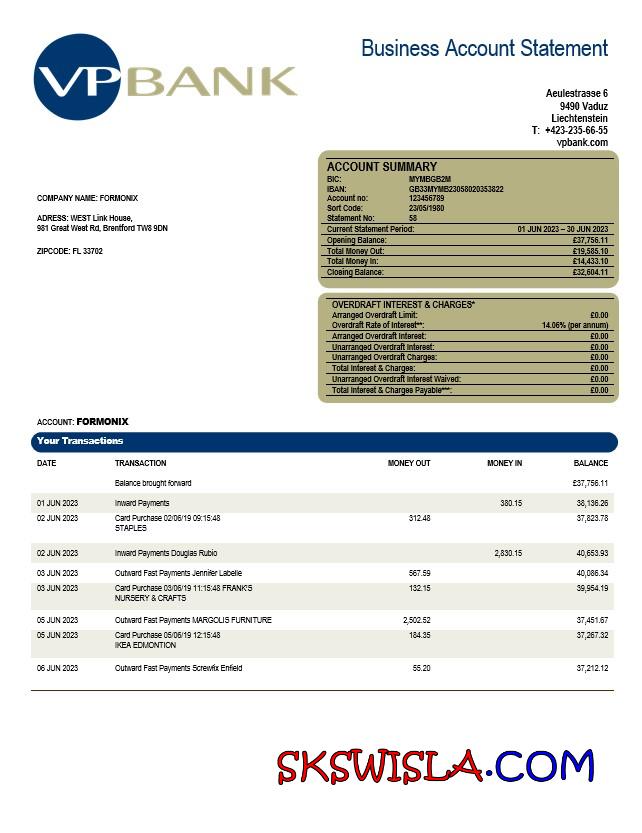 VPBANK
Business Account Statement
Aeulestrasse 6
9490 Vaduz
Liechtenstein
T: +423-235-66-55
vpbank.com
COMPANY NAME: FORMONIX
ADRESS: WEST Link House,
981 Great West Rd, Brentford TW8 9DN
ZIPCODE: FL 33702
ACCOUNT SUMMARY
BIC: MYMBGB2M
IBAN: GB33MYMB23058020353822
Account no: 123456789
Sort Code: 23/05/1980
Statement No: 58
Current Statement Period: 01 JUN 2023 – 30 JUN 2023
Opening Balance: £37,756.11
Total Money Out: £19,585.10
Total Money In: £14,433.10
Closing Balance: £32,604.11
OVERDRAFT INTEREST & CHARGES*
Arranged Overdraft Limit: £0.00
Overdraft Rate of Interest**: 14.06% (per annum)
Arranged Overdraft Interest: £0.00
Unarranged Overdraft Interest: £0.00
Unarranged Overdraft Charges: £0.00
Total Interest & Charges: £0.00
Unarranged Overdraft Interest Waived: £0.00
Total Interest & Charges Payable***: £0.00
ACCOUNT: FORMONIX
Your Transactions
DATE TRANSACTION MONEY OUT MONEY IN BALANCE
Balance brought forward £37,756.11
01 JUN 2023 Inward Payments 380.15 38,136.26
02 JUN 2023 Card Purchase 02/06/19 09:15:48 312.48 37,823.78
STAPLES
02 JUN 2023 Inward Payments Douglas Rubio 2,830.15 40,653.93
03 JUN 2023 Outward Fast Payments Jennifer Labelle 567.59 40,086.34
03 JUN 2023 Card Purchase 03/06/19 11:15:48 FRANK'S 132.15 39,954.19
NURSERY & CRAFTS
05 JUN 2023 Outward Fast Payments MARGOLIS FURNITURE 2,502.52 37,451.67
05 JUN 2023 Card Purchase 05/06/19 12:15:48 184.35 37,267.32
IKEA EDMONTION
06 JUN 2023 Outward Fast Payments Screwfix Enfield 55.20 37,212.12
SKSWISLA.COM